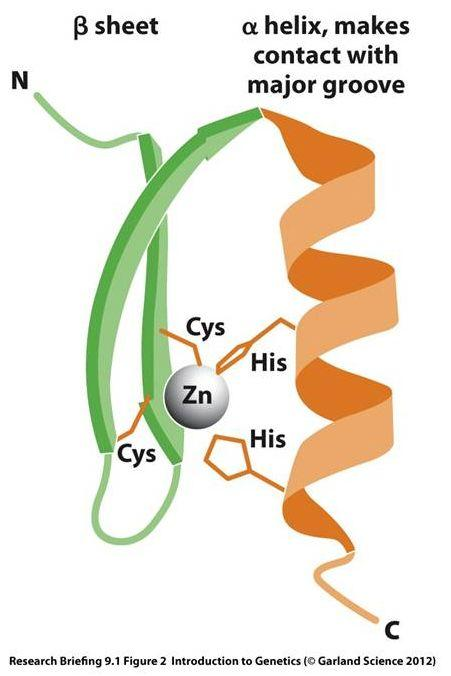 β sheet
α helix, makes
contact with
major groove
N
Cys
His
Zn
His
Cys
C
Research Briefing 9.1 Figure 2 Introduction to Genetics (© Garland Science 2012)